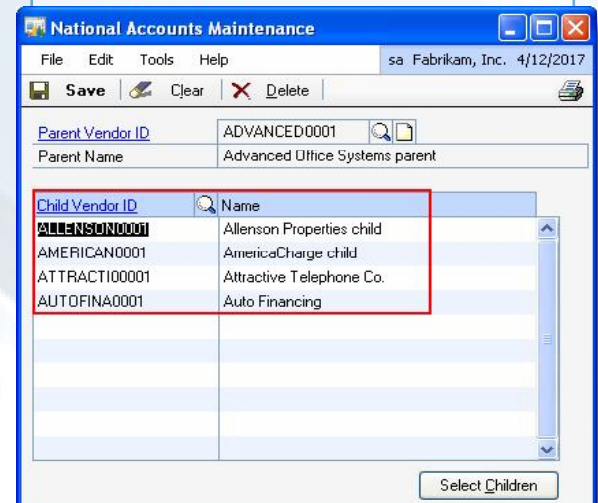 National Accounts Maintenance
File Edit Tools Help sa Fabrikam, Inc. 4/12/2017
Save Clear Delete
Parent Vendor ID ADVANCED0001
Parent Name Advanced Office Systems parent
Child Vendor ID Name
ALLENSON0001 Allenson Properties child
AMERICAN0001 AmericaCharge child
ATTRACTI00001 Attractive Telephone Co.
AUTOFINA0001 Auto Financing
Select Children